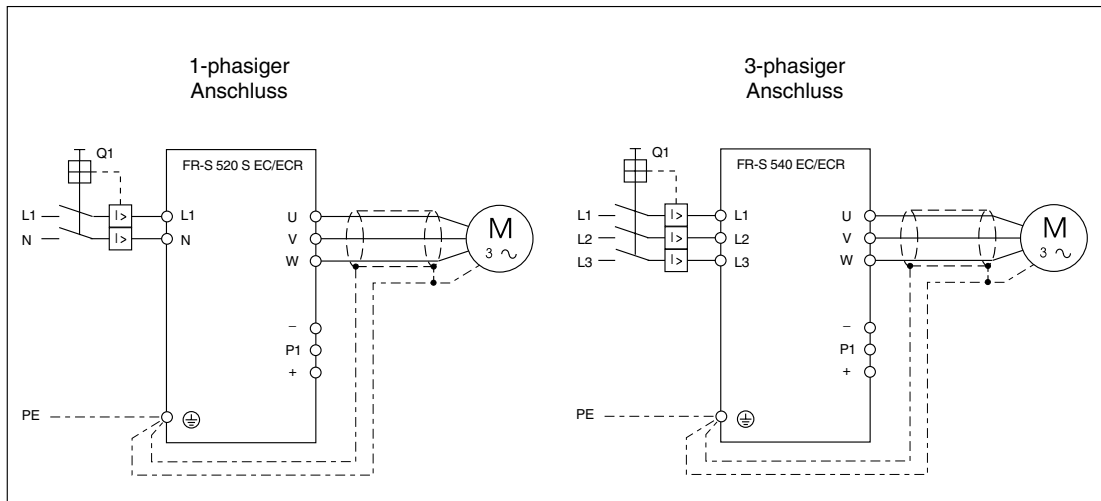 1-phasiger
Anschluss
Q1
FR-S 520 S EC/ECR
L1
I>
L1
N
I>
N
U
V
W
M
3 ~
−
P1
+
PE
3-phasiger
Anschluss
Q1
FR-S 540 EC/ECR
L1
I>
L1
L2
I>
L2
L3
I>
L3
U
V
W
M
3 ~
−
P1
+
PE